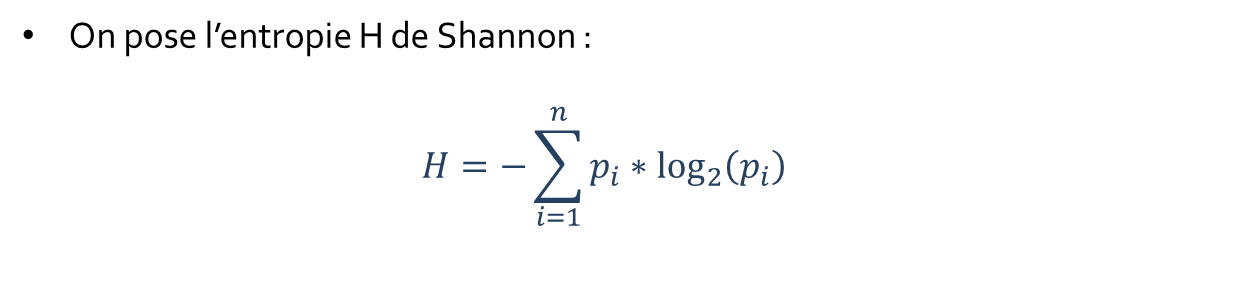 • On pose l'entropie H de Shannon :
H = − ∑_{i=1}^{n} p_i * log_2(p_i)